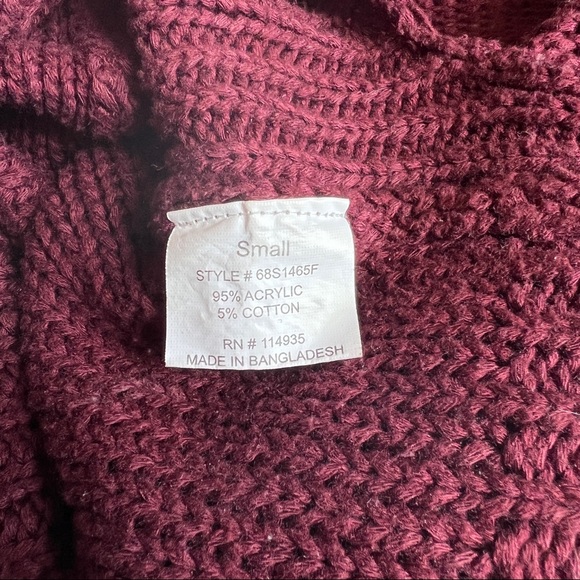 Small
STYLE # 68S1465F
95% ACRYLIC
5% COTTON
RN # 114935
MADE IN BANGLADESH